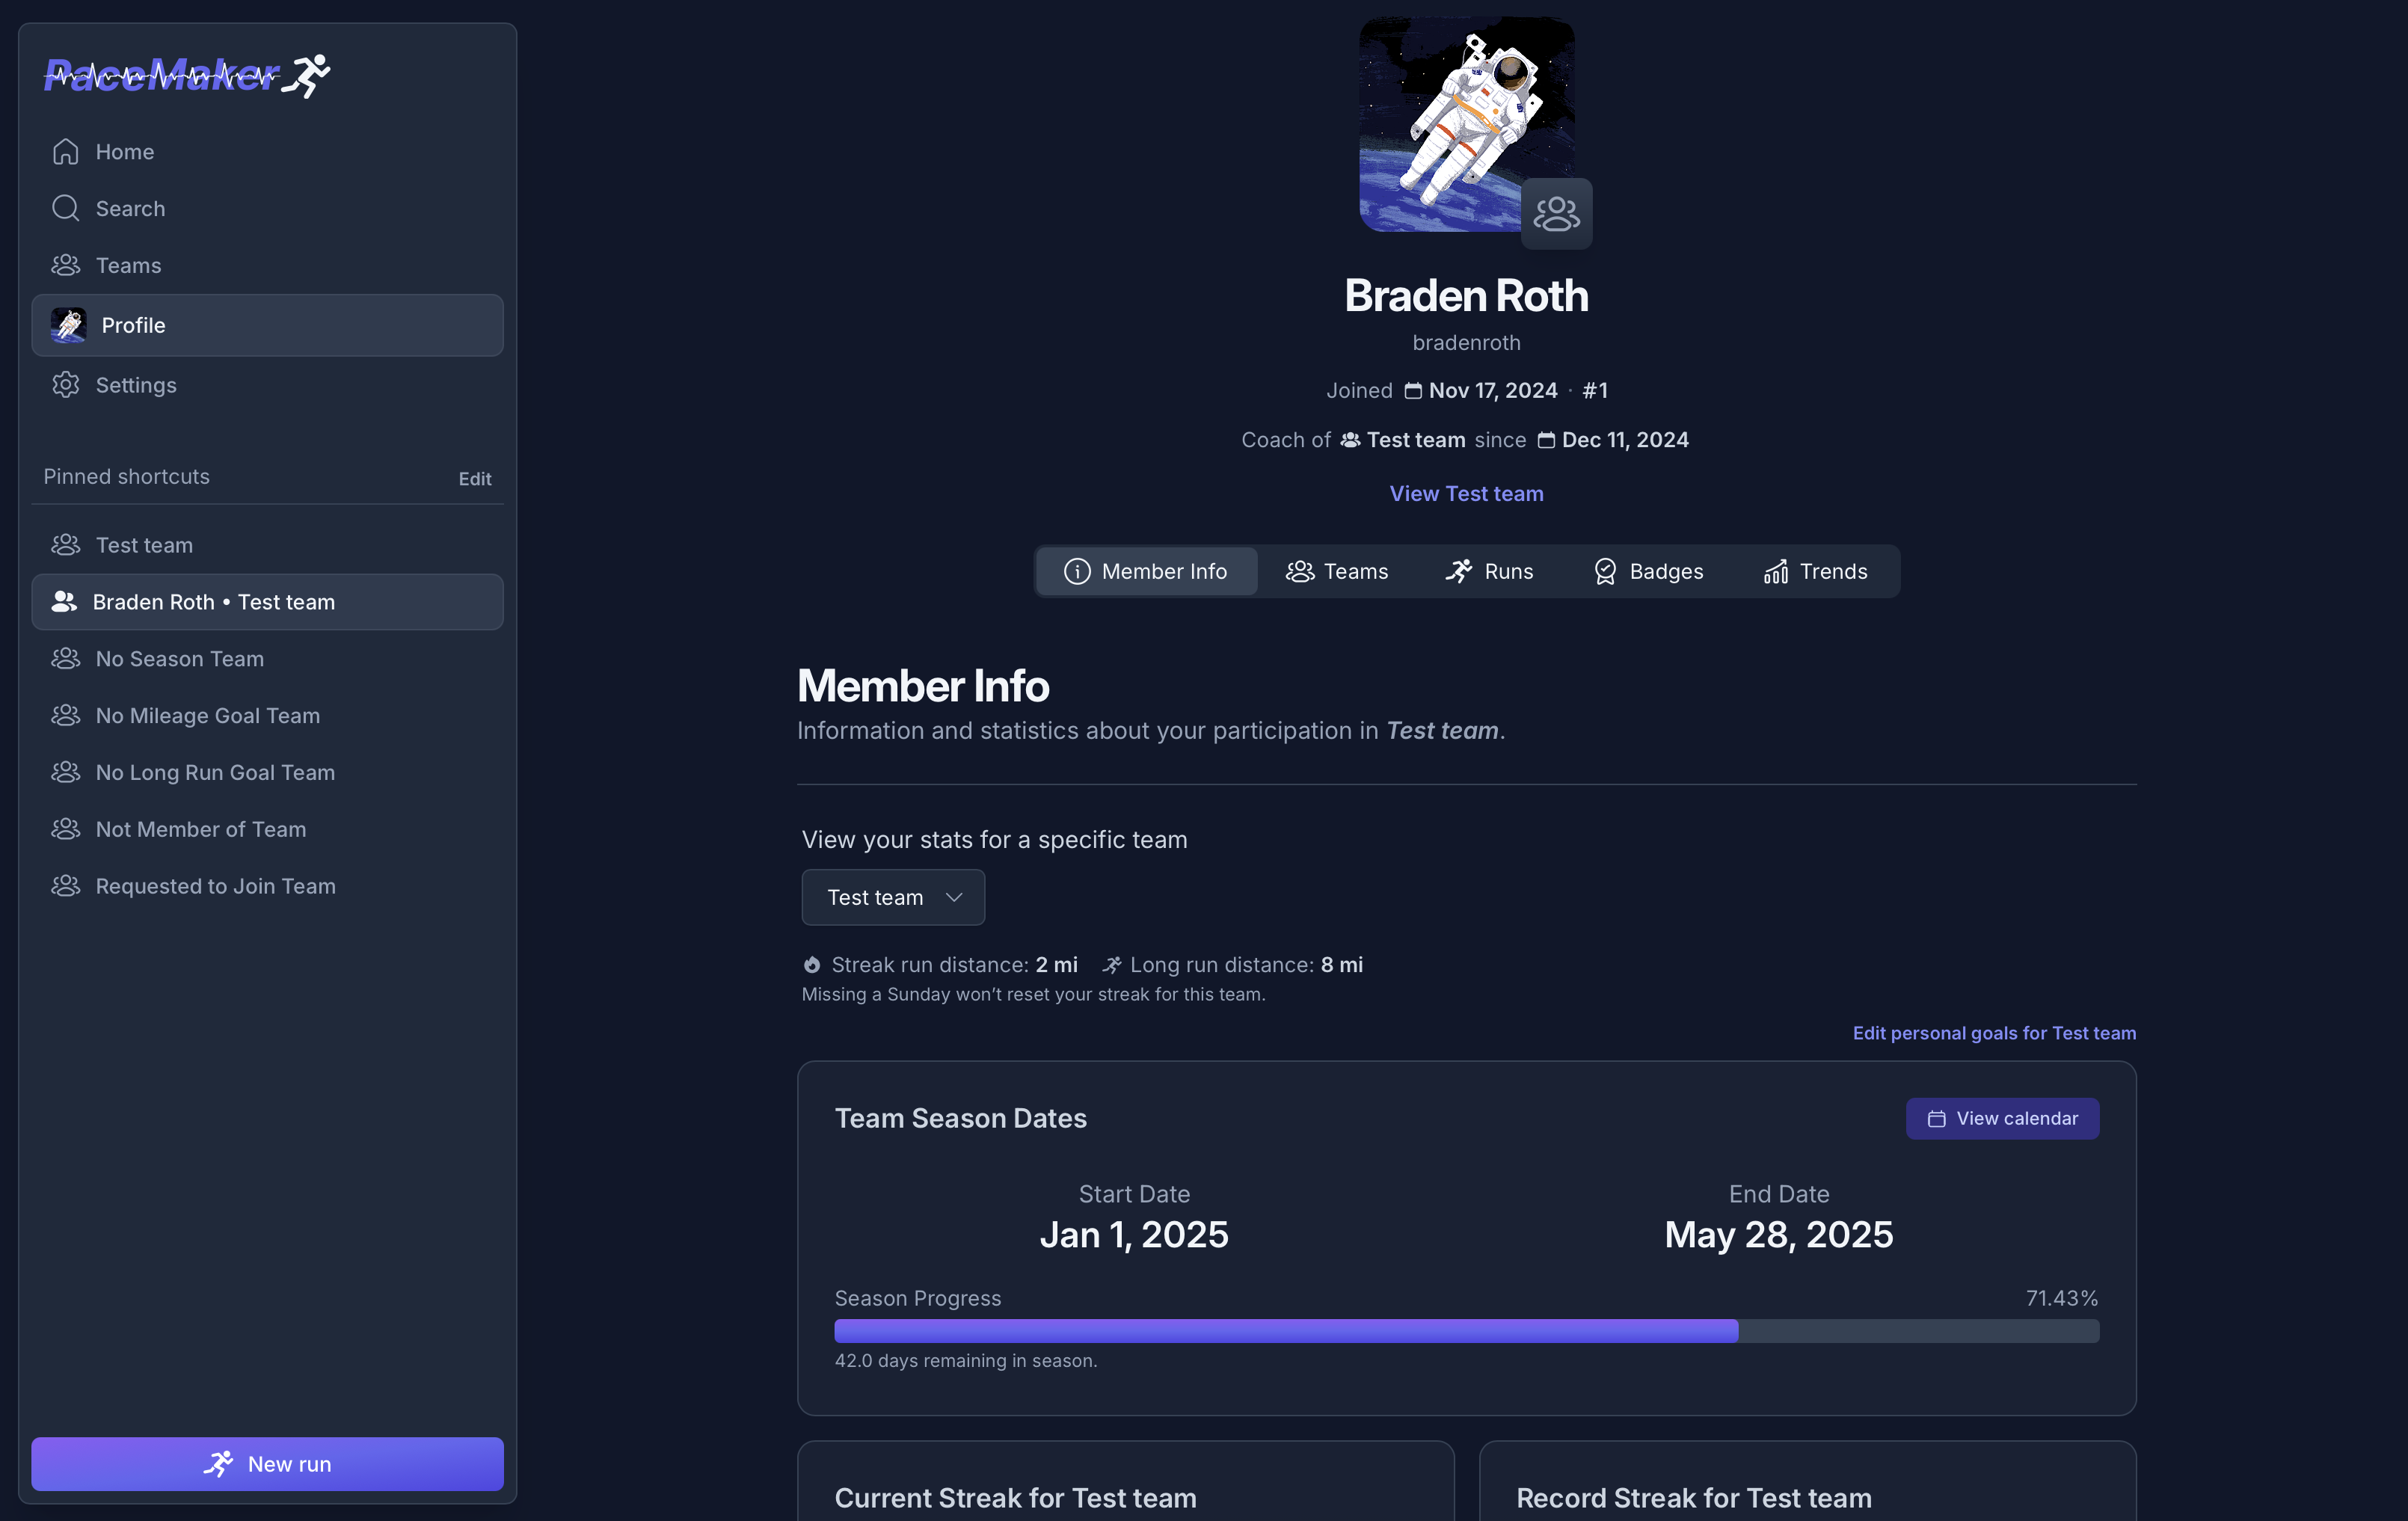 PaceMaker
Home
Search
Teams
Profile
Settings
Pinned shortcuts
Edit
Test team
Braden Roth • Test team
No Season Team
No Mileage Goal Team
No Long Run Goal Team
Not Member of Team
Requested to Join Team
New run
Braden Roth
bradenroth
Joined Nov 17, 2024 · #1
Coach of Test team since Dec 11, 2024
View Test team
Member Info
Teams
Runs
Badges
Trends
Member Info
Information and statistics about your participation in Test team.
View your stats for a specific team
Test team
Streak run distance: 2 mi Long run distance: 8 mi
Missing a Sunday won’t reset your streak for this team.
Edit personal goals for Test team
Team Season Dates
View calendar
Start Date
Jan 1, 2025
End Date
May 28, 2025
Season Progress
71.43%
42.0 days remaining in season.
Current Streak for Test team
Record Streak for Test team